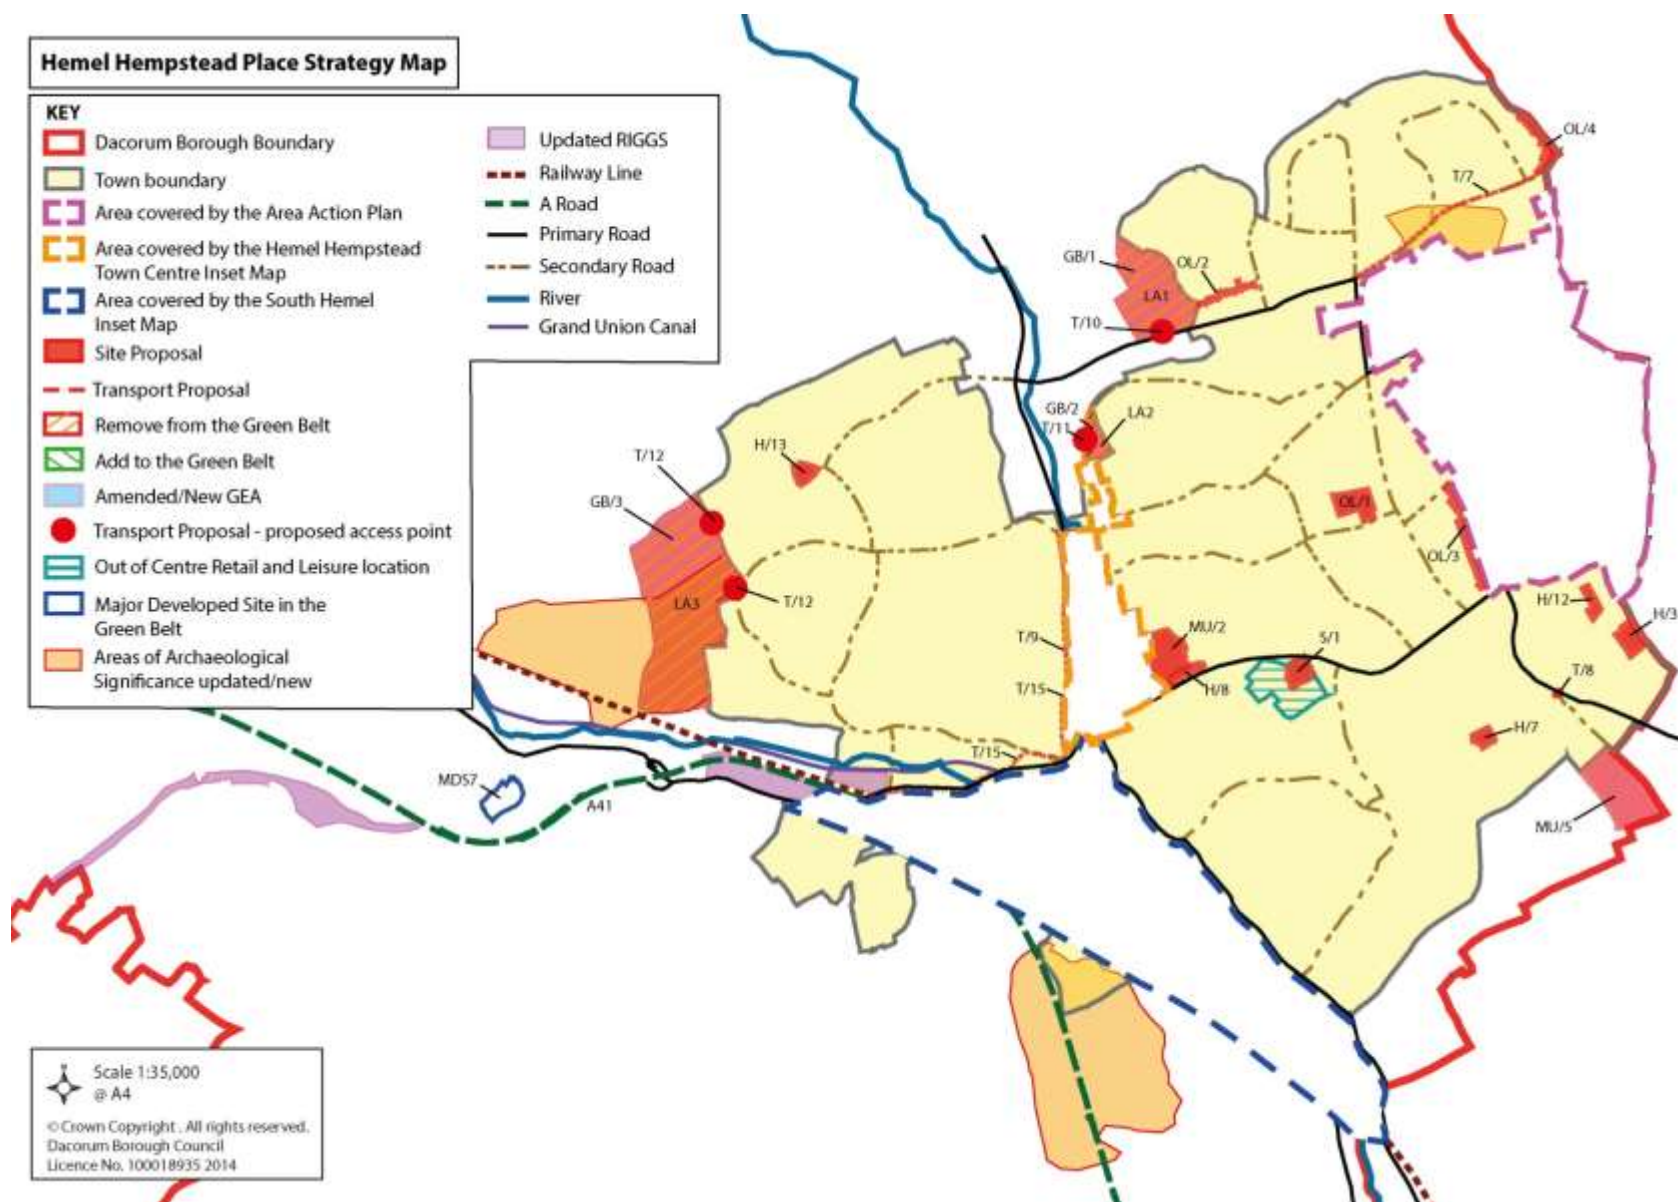 Hemel Hempstead Place Strategy Map
KEY
Dacorum Borough Boundary
Town boundary
Area covered by the Area Action Plan
Area covered by the Hemel Hempstead
Town Centre Inset Map
Area covered by the South Hemel
Inset Map
Site Proposal
Transport Proposal
Remove from the Green Belt
Add to the Green Belt
Amended/New GEA
Transport Proposal - proposed access point
Out of Centre Retail and Leisure location
Major Developed Site in the
Green Belt
Areas of Archaeological
Significance updated/new
Updated RIGGS
Railway Line
A Road
Primary Road
Secondary Road
River
Grand Union Canal
OL/4
T/7
GB/1
OL/2
LA1
T/10
GB/2
LA2
T/11
H/13
T/12
GB/3
OL/1
OL/3
T/12
LA3
H/12
H/3
T/9
MU/2
S/1
T/8
T/15
H/8
H/7
T/15
MDS7
A41
MU/5
N
Scale 1:35,000
@ A4
© Crown Copyright . All rights reserved.
Dacorum Borough Council
Licence No. 100018935 2014